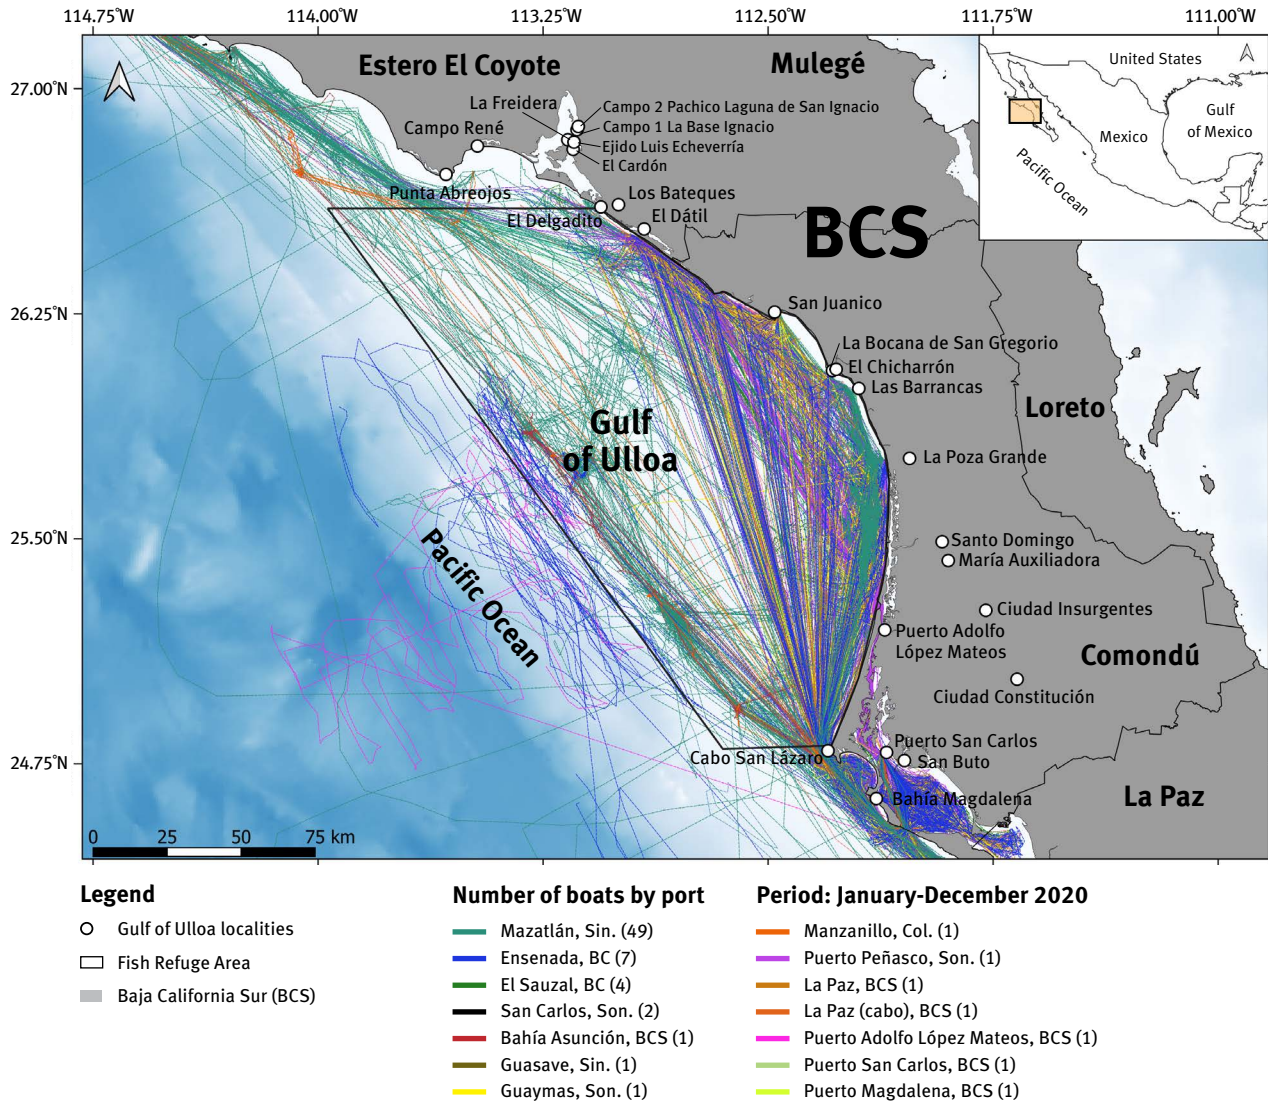 114.75°W 114.00°W 113.25°W 112.50°W 111.75°W 111.00°W
27.00°N
26.25°N
25.50°N
24.75°N
Estero El Coyote
Mulegé
United States
Gulf
of Mexico
Mexico
Pacific Ocean
La Freidera
Campo 2 Pachico Laguna de San Ignacio
Campo René
Campo 1 La Base Ignacio
Ejido Luis Echeverría
El Cardón
Punta Abreojos
Los Bateques
El Delgadito
El Dátil
BCS
San Juanico
La Bocana de San Gregorio
El Chicharrón
Las Barrancas
Loreto
Gulf
of Ulloa
La Poza Grande
Pacific Ocean
Santo Domingo
María Auxiliadora
Ciudad Insurgentes
Puerto Adolfo
López Mateos
Comondú
Ciudad Constitución
Puerto San Carlos
Cabo San Lázaro
San Buto
Bahía Magdalena
La Paz
0 25 50 75 km
Legend
Gulf of Ulloa localities
Fish Refuge Area
Baja California Sur (BCS)
Number of boats by port
Mazatlán, Sin. (49)
Ensenada, BC (7)
El Sauzal, BC (4)
San Carlos, Son. (2)
Bahía Asunción, BCS (1)
Guasave, Sin. (1)
Guaymas, Son. (1)
Period: January-December 2020
Manzanillo, Col. (1)
Puerto Peñasco, Son. (1)
La Paz, BCS (1)
La Paz (cabo), BCS (1)
Puerto Adolfo López Mateos, BCS (1)
Puerto San Carlos, BCS (1)
Puerto Magdalena, BCS (1)